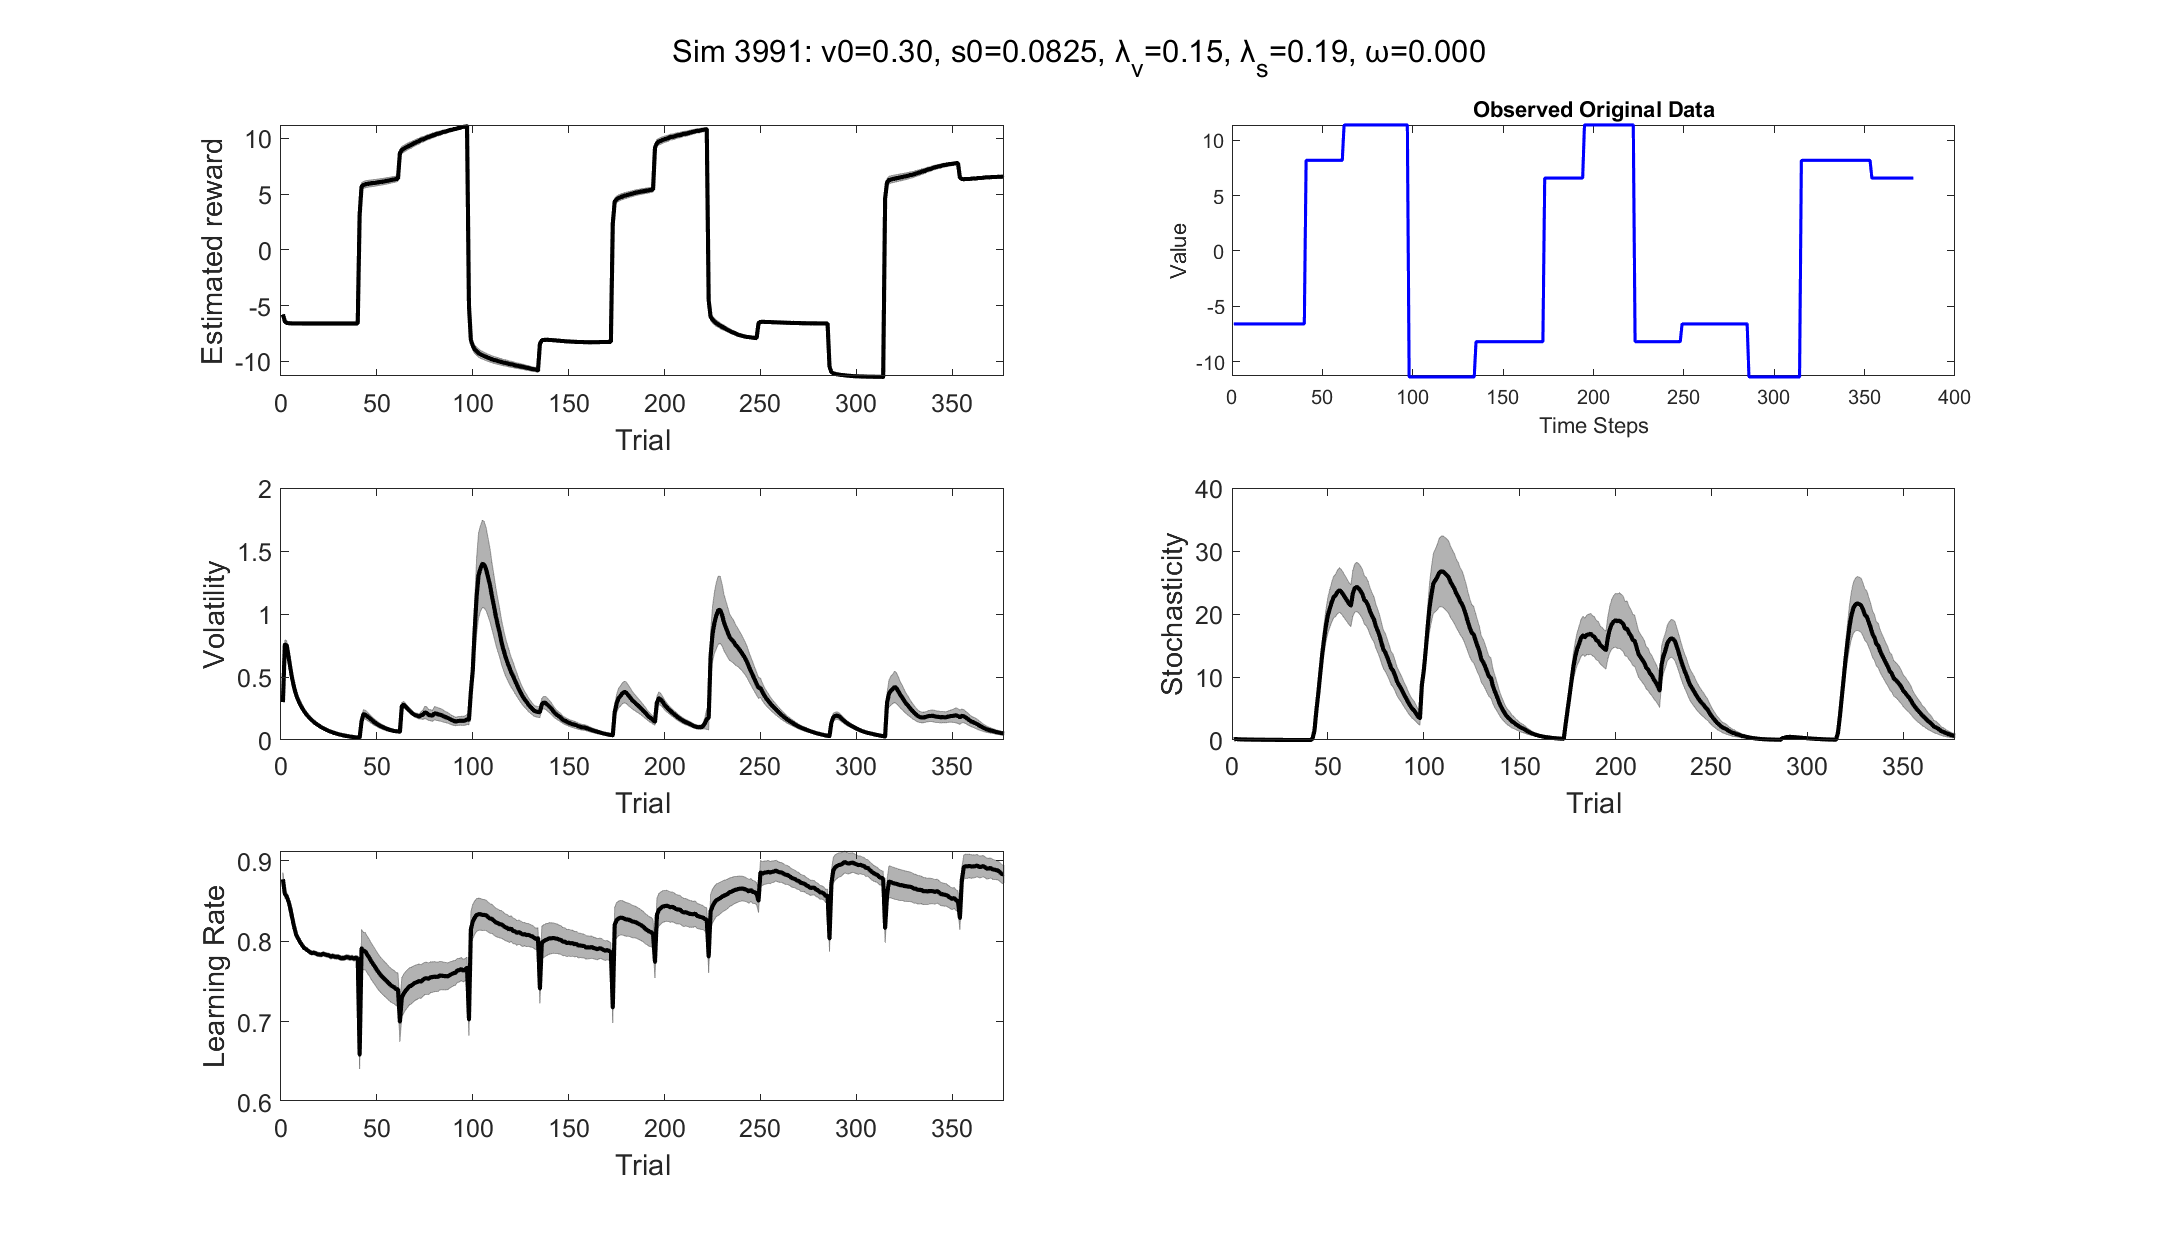 Sim 3991: v0=0.30, s0=0.0825, λv=0.15, λs=0.19, ω=0.000
Estimated reward
10
5
0
-5
-10
0 50 100 150 200 250 300 350
Trial
Observed Original Data
Value
10
5
0
-5
-10
0 50 100 150 200 250 300 350 400
Time Steps
Volatility
2
1.5
1
0.5
0
0 50 100 150 200 250 300 350
Trial
Stochasticity
40
30
20
10
0
0 50 100 150 200 250 300 350
Trial
Learning Rate
0.9
0.8
0.7
0.6
0 50 100 150 200 250 300 350
Trial